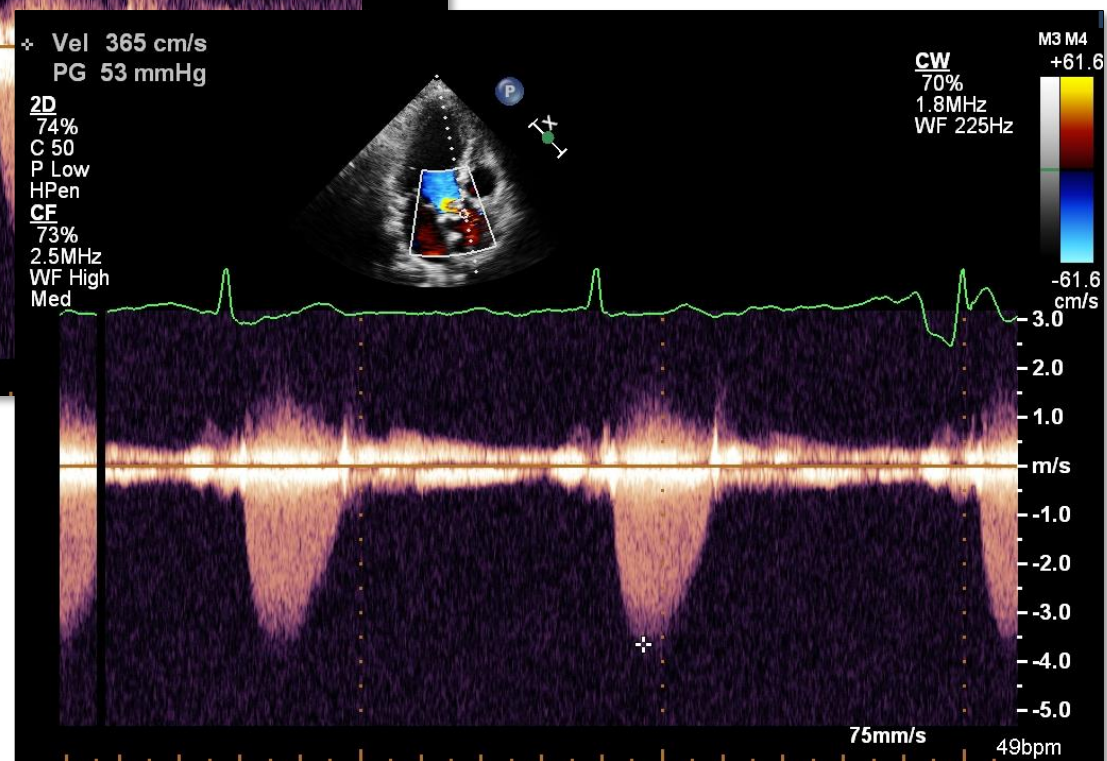 Vel 365 cm/s
PG 53 mmHg
2D
74%
C 50
P Low
HPen
CF
73%
2.5MHz
WF High
Med
P
X
CW
70%
1.8MHz
WF 225Hz
M3 M4
+61.6
-61.6
cm/s
3.0
2.0
1.0
m/s
-1.0
-2.0
-3.0
-4.0
-5.0
75mm/s
49bpm